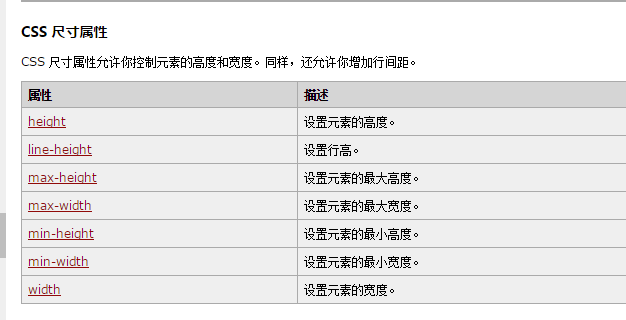 CSS 尺寸属性
CSS 尺寸属性允许你控制元素的高度和宽度。同样，还允许你增加行间距。
属性 描述
height 设置元素的高度。
line-height 设置行高。
max-height 设置元素的最大高度。
max-width 设置元素的最大宽度。
min-height 设置元素的最小高度。
min-width 设置元素的最小宽度。
width 设置元素的宽度。